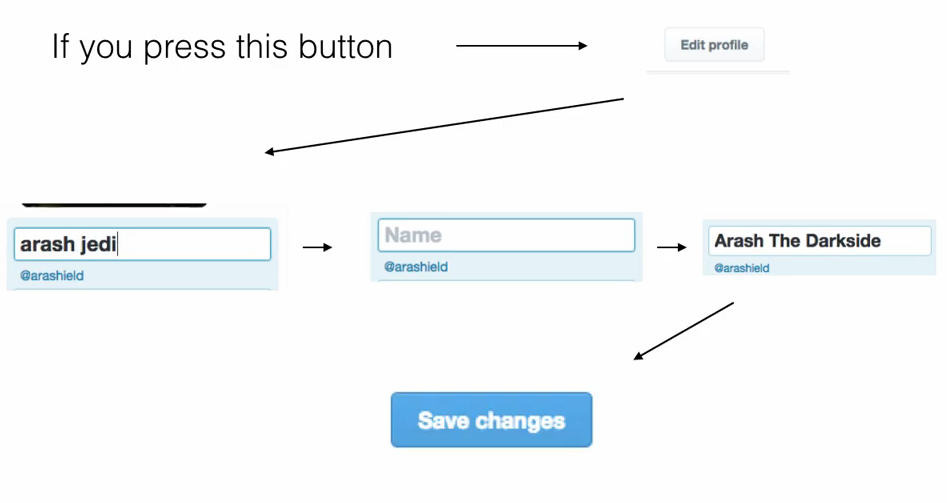 If you press this button
Edit profile
arash jedi
@arashield
Name
@arashield
Arash The Darkside
@arashield
Save changes